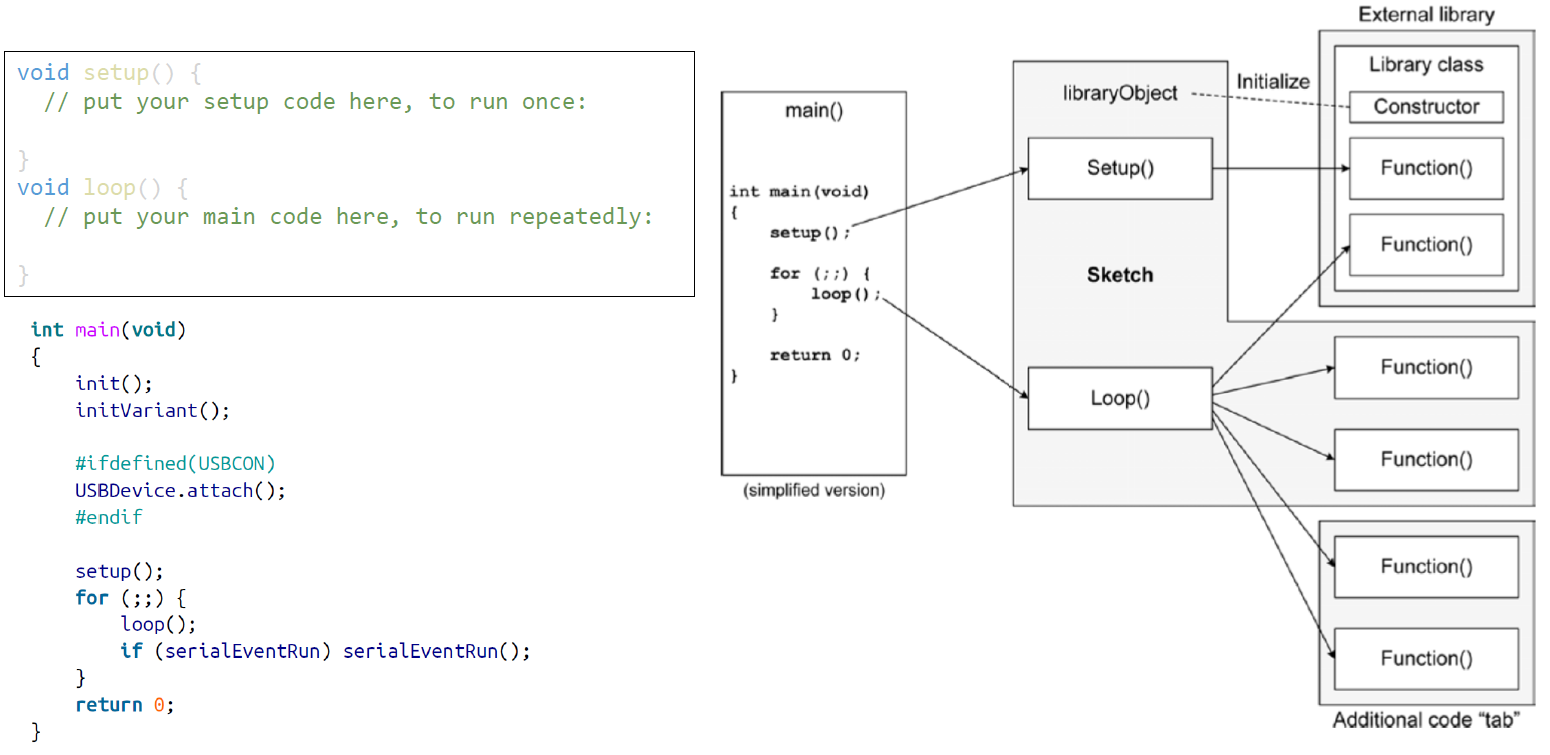 void setup() {
  // put your setup code here, to run once:
}
void loop() {
  // put your main code here, to run repeatedly:
}
int main(void)
{
    init();
    initVariant();
    #ifdefined(USBCON)
    USBDevice.attach();
    #endif
    setup();
    for (;;) {
        loop();
        if (serialEventRun) serialEventRun();
    }
    return 0;
}
main()
int main(void)
{
    setup();
    for (;;) {
        loop();
    }
    return 0;
}
(simplified version)
libraryObject
Initialize
Setup()
Sketch
Loop()
External library
Library class
Constructor
Function()
Function()
Function()
Function()
Function()
Function()
Additional code “tab”